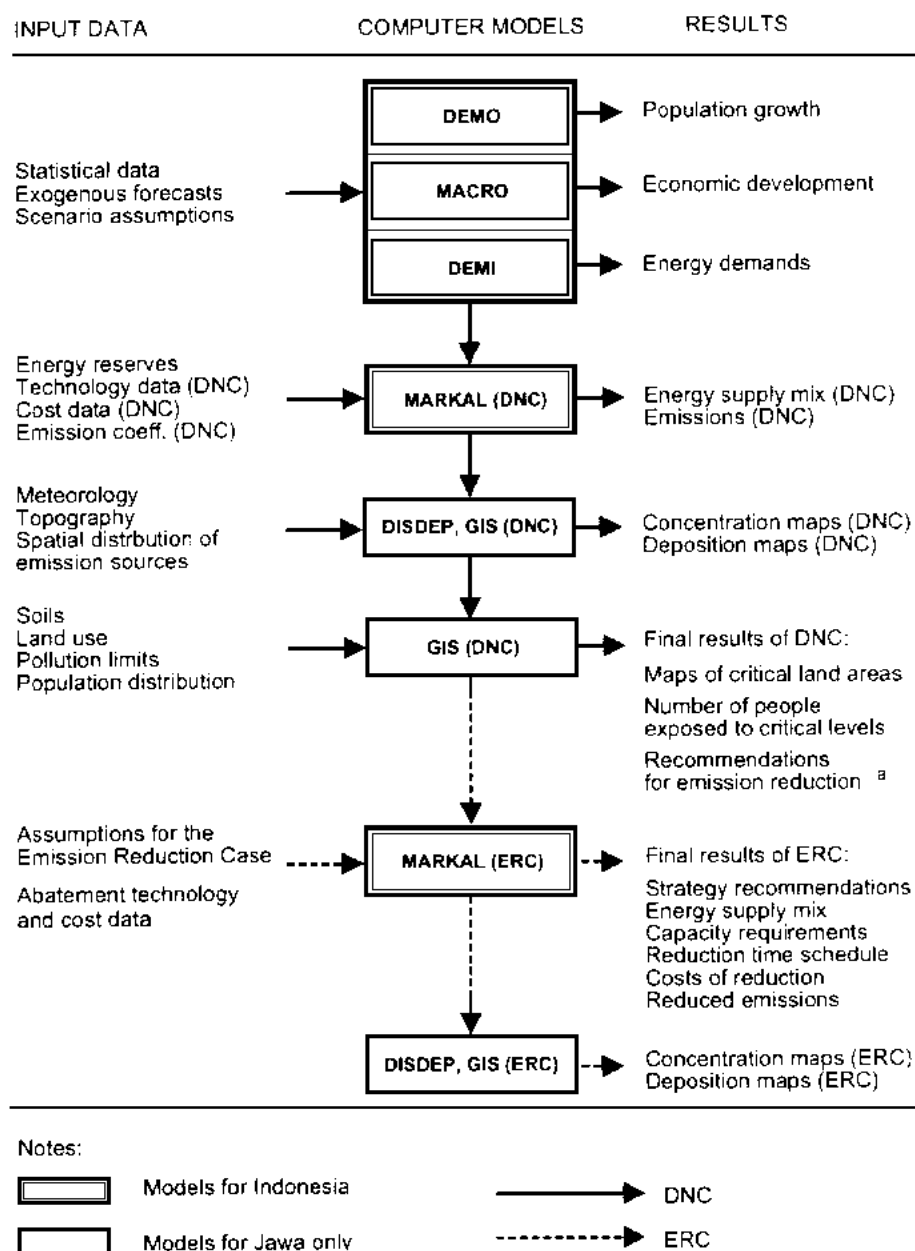 INPUT DATA
COMPUTER MODELS
RESULTS
DEMO
Population growth
Statistical data
Exogenous forecasts
Scenario assumptions
MACRO
Economic development
DEMI
Energy demands
Energy reserves
Technology data (DNC)
Cost data (DNC)
Emission coeff. (DNC)
MARKAL (DNC)
Energy supply mix (DNC)
Emissions (DNC)
Meteorology
Topography
Spatial distrbution of
emission sources
DISDEP, GIS (DNC)
Concentration maps (DNC)
Deposition maps (DNC)
Soils
Land use
Pollution limits
Population distribution
GIS (DNC)
Final results of DNC:
Maps of critical land areas
Number of people
exposed to critical levels
Recommendations
for emission reduction a
Assumptions for the
Emission Reduction Case
Abatement technology
and cost data
MARKAL (ERC)
Final results of ERC:
Strategy recommendations
Energy supply mix
Capacity requirements
Reduction time schedule
Costs of reduction
Reduced emissions
DISDEP, GIS (ERC)
Concentration maps (ERC)
Deposition maps (ERC)
Notes:
Models for Indonesia
DNC
Models for Jawa only
ERC